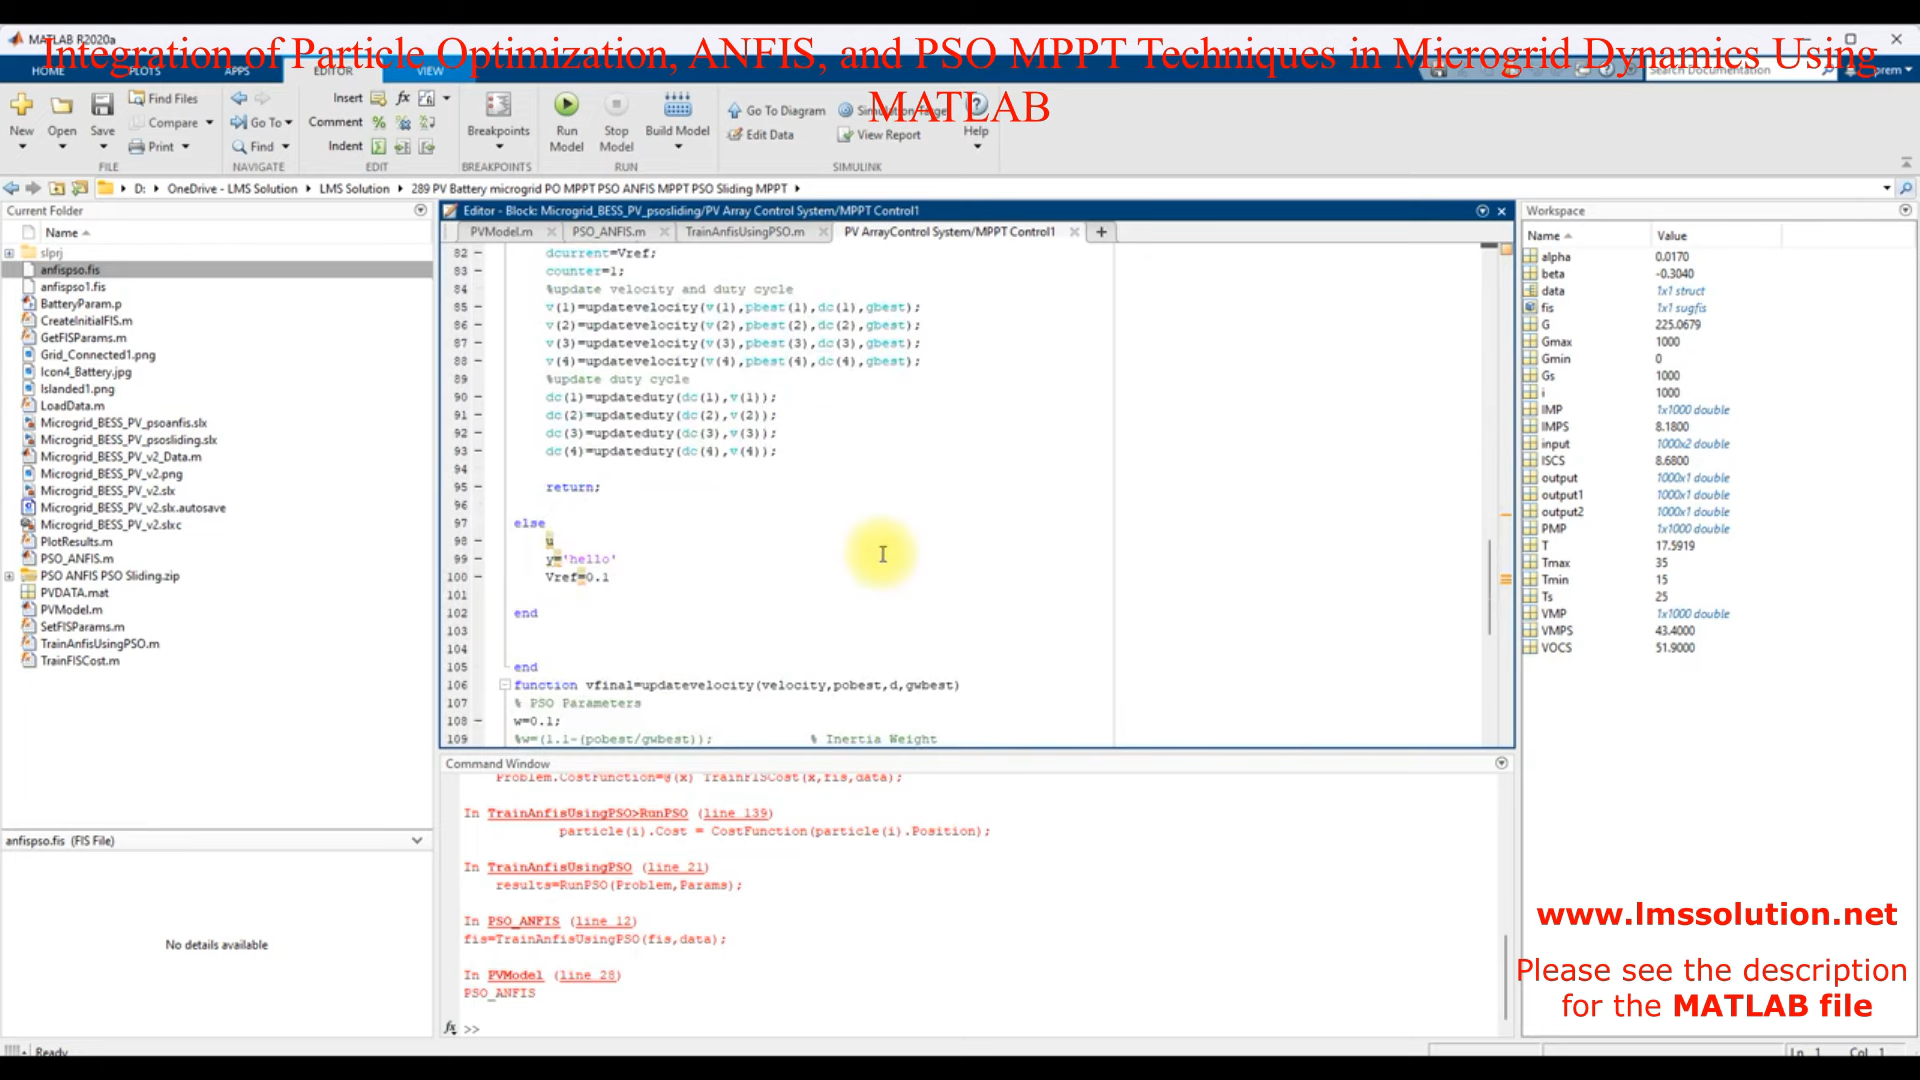 MATLAB R2020a
Integration of Particle Optimization, ANFIS, and PSO MPPT Techniques in Microgrid Dynamics Using
MATLAB
HOME PLOTS APPS EDITOR VIEW
Search Documentation
prem
New Open Save
Find Files
Compare
Print
FILE
Go To
Find
NAVIGATE
Insert
Comment
Indent
EDIT
Breakpoints
BREAKPOINTS
Run Model
Stop Model
Build Model
RUN
Go To Diagram
Edit Data
View Report
SIMULINK
Help
D: OneDrive - LMS Solution LMS Solution 289 PV Battery microgrid PO MPPT PSO ANFIS MPPT PSO Sliding MPPT
Current Folder
Name
slprj
anfispso.fis
anfispso1.fis
BatteryParam.p
CreateInitialFIS.m
GetFISParams.m
Grid_Connected1.png
Icon4_Battery.jpg
Islanded1.png
LoadData.m
Microgrid_BESS_PV_psoanfis.slx
Microgrid_BESS_PV_psosliding.slx
Microgrid_BESS_PV_v2_Data.m
Microgrid_BESS_PV_v2.png
Microgrid_BESS_PV_v2.slx
Microgrid_BESS_PV_v2.slx.autosave
Microgrid_BESS_PV_v2.slxc
PlotResults.m
PSO_ANFIS.m
PSO ANFIS PSO Sliding.zip
PVDATA.mat
PVModel.m
SetFISParams.m
TrainAnfisUsingPSO.m
TrainFISCost.m
anfispso.fis (FIS File)
No details available
Editor - Block: Microgrid_BESS_PV_psosliding/PV Array Control System/MPPT Control1
PVModel.m PSO_ANFIS.m TrainAnfisUsingPSO.m PV ArrayControl System/MPPT Control1
82 dcurrent=Vref;
83 counter=1;
84 %update velocity and duty cycle
85 v(1)=updatevelocity(v(1),pbest(1),dc(1),gbest);
86 v(2)=updatevelocity(v(2),pbest(2),dc(2),gbest);
87 v(3)=updatevelocity(v(3),pbest(3),dc(3),gbest);
88 v(4)=updatevelocity(v(4),pbest(4),dc(4),gbest);
89 %update duty cycle
90 dc(1)=updateduty(dc(1),v(1));
91 dc(2)=updateduty(dc(2),v(2));
92 dc(3)=updateduty(dc(3),v(3));
93 dc(4)=updateduty(dc(4),v(4));
94
95 return;
96
97 else
98 u
99 y='hello'
100 Vref=0.1
101
102 end
103
104
105 end
106 function vfinal=updatevelocity(velocity,pobest,d,gwbest)
107 % PSO Parameters
108 w=0.1;
109 %w=(1.1-(pobest/gwbest)); % Inertia Weight
Command Window
Problem.CostFunction=@(x) TrainFISCost(x,fis,data);
In TrainAnfisUsingPSO>RunPSO (line 139)
particle(i).Cost = CostFunction(particle(i).Position);
In TrainAnfisUsingPSO (line 21)
results=RunPSO(Problem,Params);
In PSO_ANFIS (line 12)
fis=TrainAnfisUsingPSO(fis,data);
In PVModel (line 28)
PSO_ANFIS
fx >>
Workspace
Name Value
alpha 0.0170
beta -0.3040
data 1x1 struct
fis 1x1 sugfis
G 225.0679
Gmax 1000
Gmin 0
Gs 1000
i 1000
IMP 1x1000 double
IMPS 8.1800
input 1000x2 double
ISCS 8.6800
output 1000x1 double
output1 1000x1 double
output2 1000x1 double
PMP 1x1000 double
T 17.5919
Tmax 35
Tmin 15
Ts 25
VMP 1x1000 double
VMPS 43.4000
VOCS 51.9000
www.lmssolution.net
Please see the description
for the MATLAB file
Ready
Ln 1 Col 1